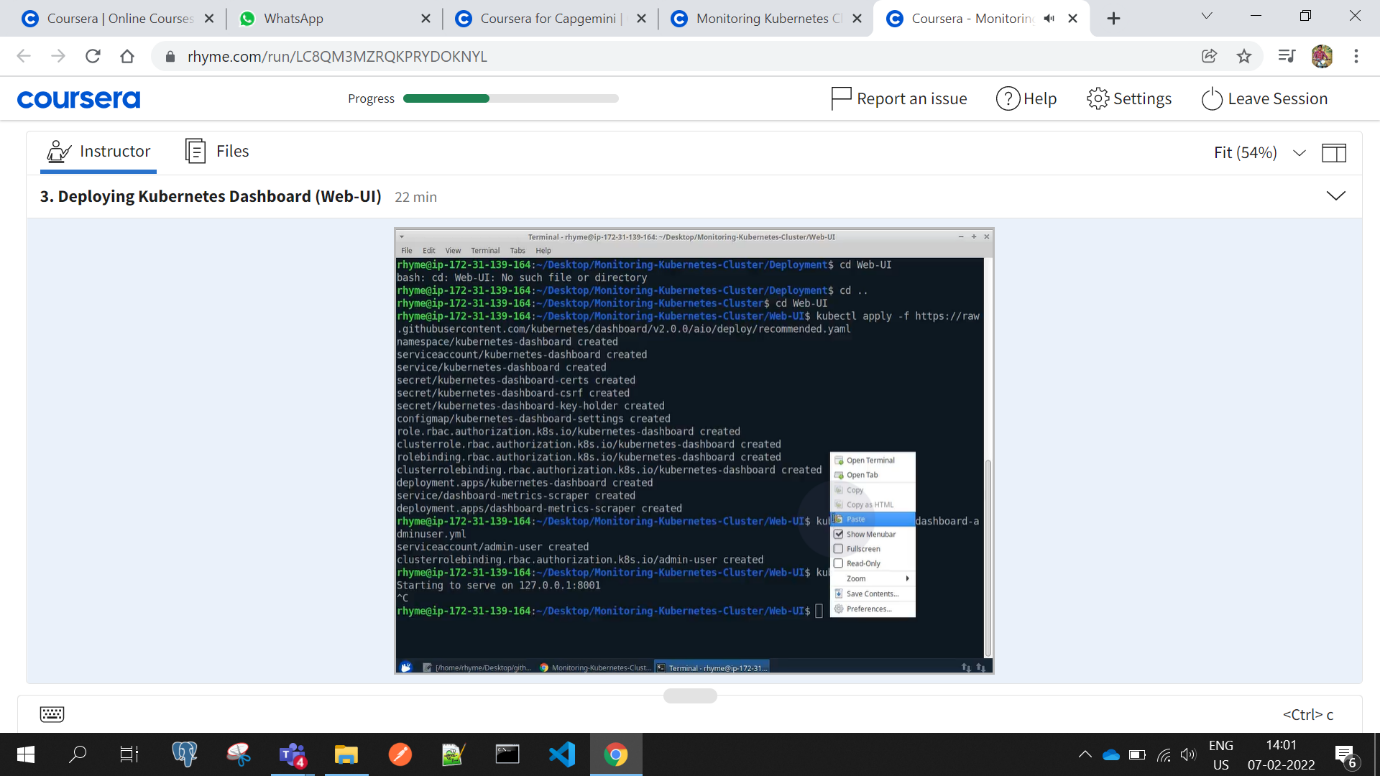 Coursera | Online Courses
WhatsApp
Coursera for Capgemini |
Monitoring Kubernetes C
Coursera - Monitorin
rhyme.com/run/LC8QM3MZRQKPRYDOKNYL
coursera
Progress
Report an issue
Help
Settings
Leave Session
Instructor
Files
Fit (54%)
3. Deploying Kubernetes Dashboard (Web-UI) 22 min
Terminal - rhyme@ip-172-31-139-164: ~/Desktop/Monitoring-Kubernetes-Cluster/Web-UI
File Edit View Terminal Tabs Help
rhyme@ip-172-31-139-164:~/Desktop/Monitoring-Kubernetes-Cluster/Deployment$ cd Web-UI
bash: cd: Web-UI: No such file or directory
rhyme@ip-172-31-139-164:~/Desktop/Monitoring-Kubernetes-Cluster/Deployment$ cd ..
rhyme@ip-172-31-139-164:~/Desktop/Monitoring-Kubernetes-Cluster$ cd Web-UI
rhyme@ip-172-31-139-164:~/Desktop/Monitoring-Kubernetes-Cluster/Web-UI$ kubectl apply -f https://raw
.githubusercontent.com/kubernetes/dashboard/v2.0.0/aio/deploy/recommended.yaml
namespace/kubernetes-dashboard created
serviceaccount/kubernetes-dashboard created
service/kubernetes-dashboard created
secret/kubernetes-dashboard-certs created
secret/kubernetes-dashboard-csrf created
secret/kubernetes-dashboard-key-holder created
configmap/kubernetes-dashboard-settings created
role.rbac.authorization.k8s.io/kubernetes-dashboard created
clusterrole.rbac.authorization.k8s.io/kubernetes-dashboard created
rolebinding.rbac.authorization.k8s.io/kubernetes-dashboard created
clusterrolebinding.rbac.authorization.k8s.io/kubernetes-dashboard created
deployment.apps/kubernetes-dashboard created
service/dashboard-metrics-scraper created
deployment.apps/dashboard-metrics-scraper created
rhyme@ip-172-31-139-164:~/Desktop/Monitoring-Kubernetes-Cluster/Web-UI$ ku dashboard-a
dminuser.yml
serviceaccount/admin-user created
clusterrolebinding.rbac.authorization.k8s.io/admin-user created
rhyme@ip-172-31-139-164:~/Desktop/Monitoring-Kubernetes-Cluster/Web-UI$ ku
Starting to serve on 127.0.0.1:8001
^C
rhyme@ip-172-31-139-164:~/Desktop/Monitoring-Kubernetes-Cluster/Web-UI$
Open Terminal
Open Tab
Copy
Copy as HTML
Paste
Show Menubar
Fullscreen
Read-Only
Zoom
Save Contents...
Preferences...
[/home/rhyme/Desktop/gith...
Monitoring-Kubernetes-Clust...
Terminal - rhyme@ip-172-31...
<Ctrl> c
4
ENG
US
14:01
07-02-2022
6